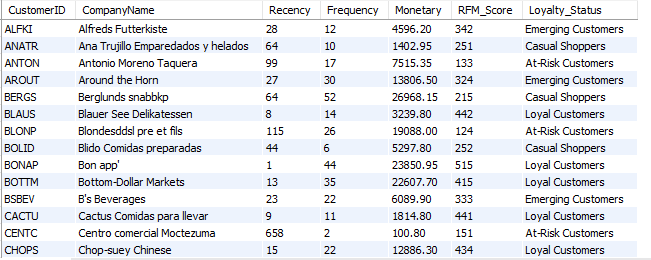 CustomerID CompanyName Recency Frequency Monetary RFM_Score Loyalty_Status
ALFKI Alfreds Futterkiste 28 12 4596.20 342 Emerging Customers
ANATR Ana Trujillo Emparedados y helados 64 10 1402.95 251 Casual Shoppers
ANTON Antonio Moreno Taquera 99 17 7515.35 133 At-Risk Customers
AROUT Around the Horn 27 30 13806.50 324 Emerging Customers
BERGS Berglunds snabbkp 64 52 26968.15 215 Casual Shoppers
BLAUS Blauer See Delikatessen 8 14 3239.80 442 Loyal Customers
BLONP Blondesddsl pre et fils 115 26 19088.00 124 At-Risk Customers
BOLID Blido Comidas preparadas 44 6 5297.80 252 Casual Shoppers
BONAP Bon app' 1 44 23850.95 515 Loyal Customers
BOTTM Bottom-Dollar Markets 13 35 22607.70 415 Loyal Customers
BSBEV B's Beverages 23 22 6089.90 333 Emerging Customers
CACTU Cactus Comidas para llevar 9 11 1814.80 441 Loyal Customers
CENTC Centro comercial Moctezuma 658 2 100.80 151 At-Risk Customers
CHOPS Chop-suey Chinese 15 22 12886.30 434 Loyal Customers